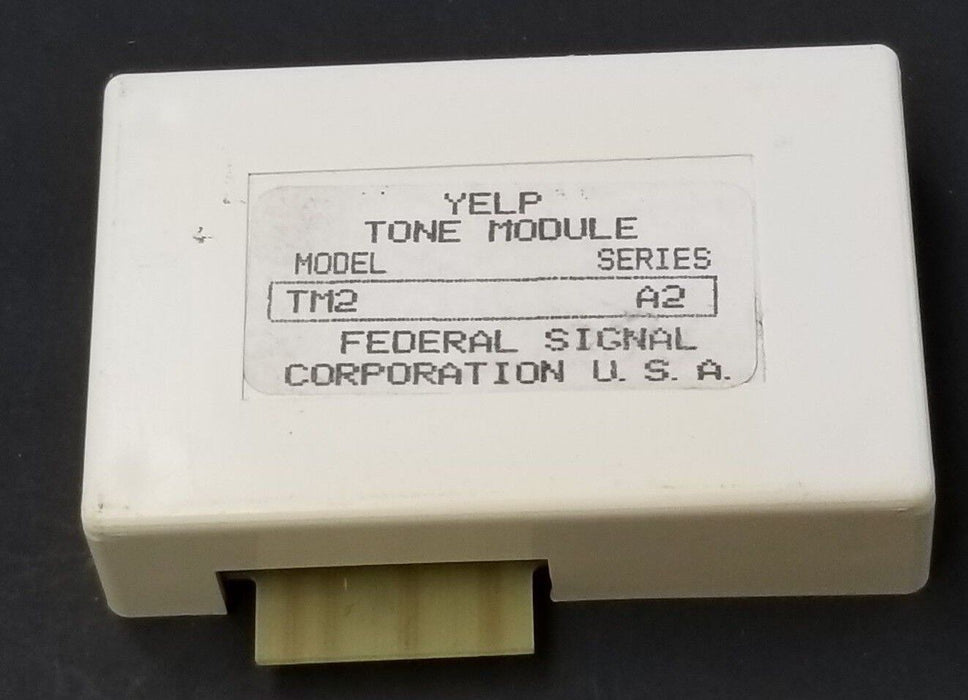 YELP
TONE MODULE
MODEL SERIES
TM2 A2
FEDERAL SIGNAL
CORPORATION U. S. A.